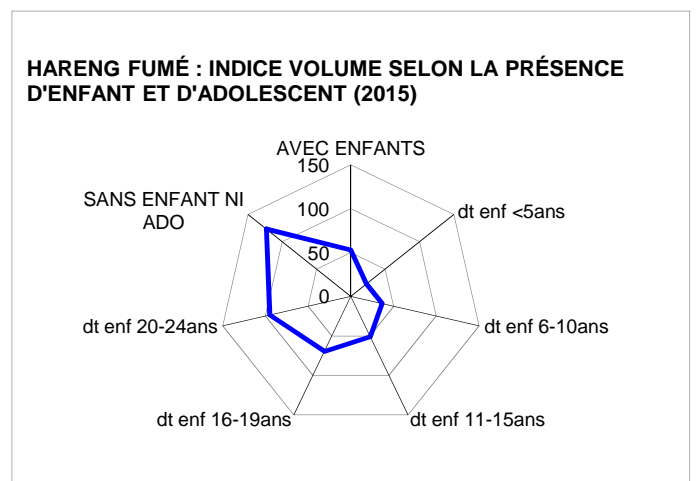 HARENG FUMÉ : INDICE VOLUME SELON LA PRÉSENCE
D'ENFANT ET D'ADOLESCENT (2015)
AVEC ENFANTS
150
100
50
0
dt enf <5ans
dt enf 6-10ans
dt enf 11-15ans
dt enf 16-19ans
dt enf 20-24ans
SANS ENFANT NI
ADO